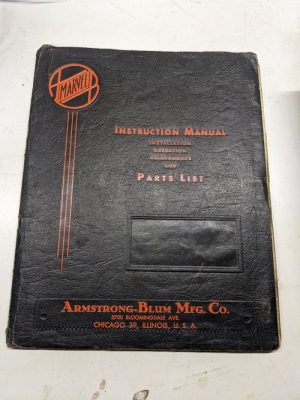 MARVEL
INSTRUCTION MANUAL
INSTALLATION
OPERATION
MAINTENANCE
AND
PARTS LIST
ARMSTRONG-BLUM MFG. CO.
5700 BLOOMINGDALE AVE.
CHICAGO 39, ILLINOIS, U. S. A.